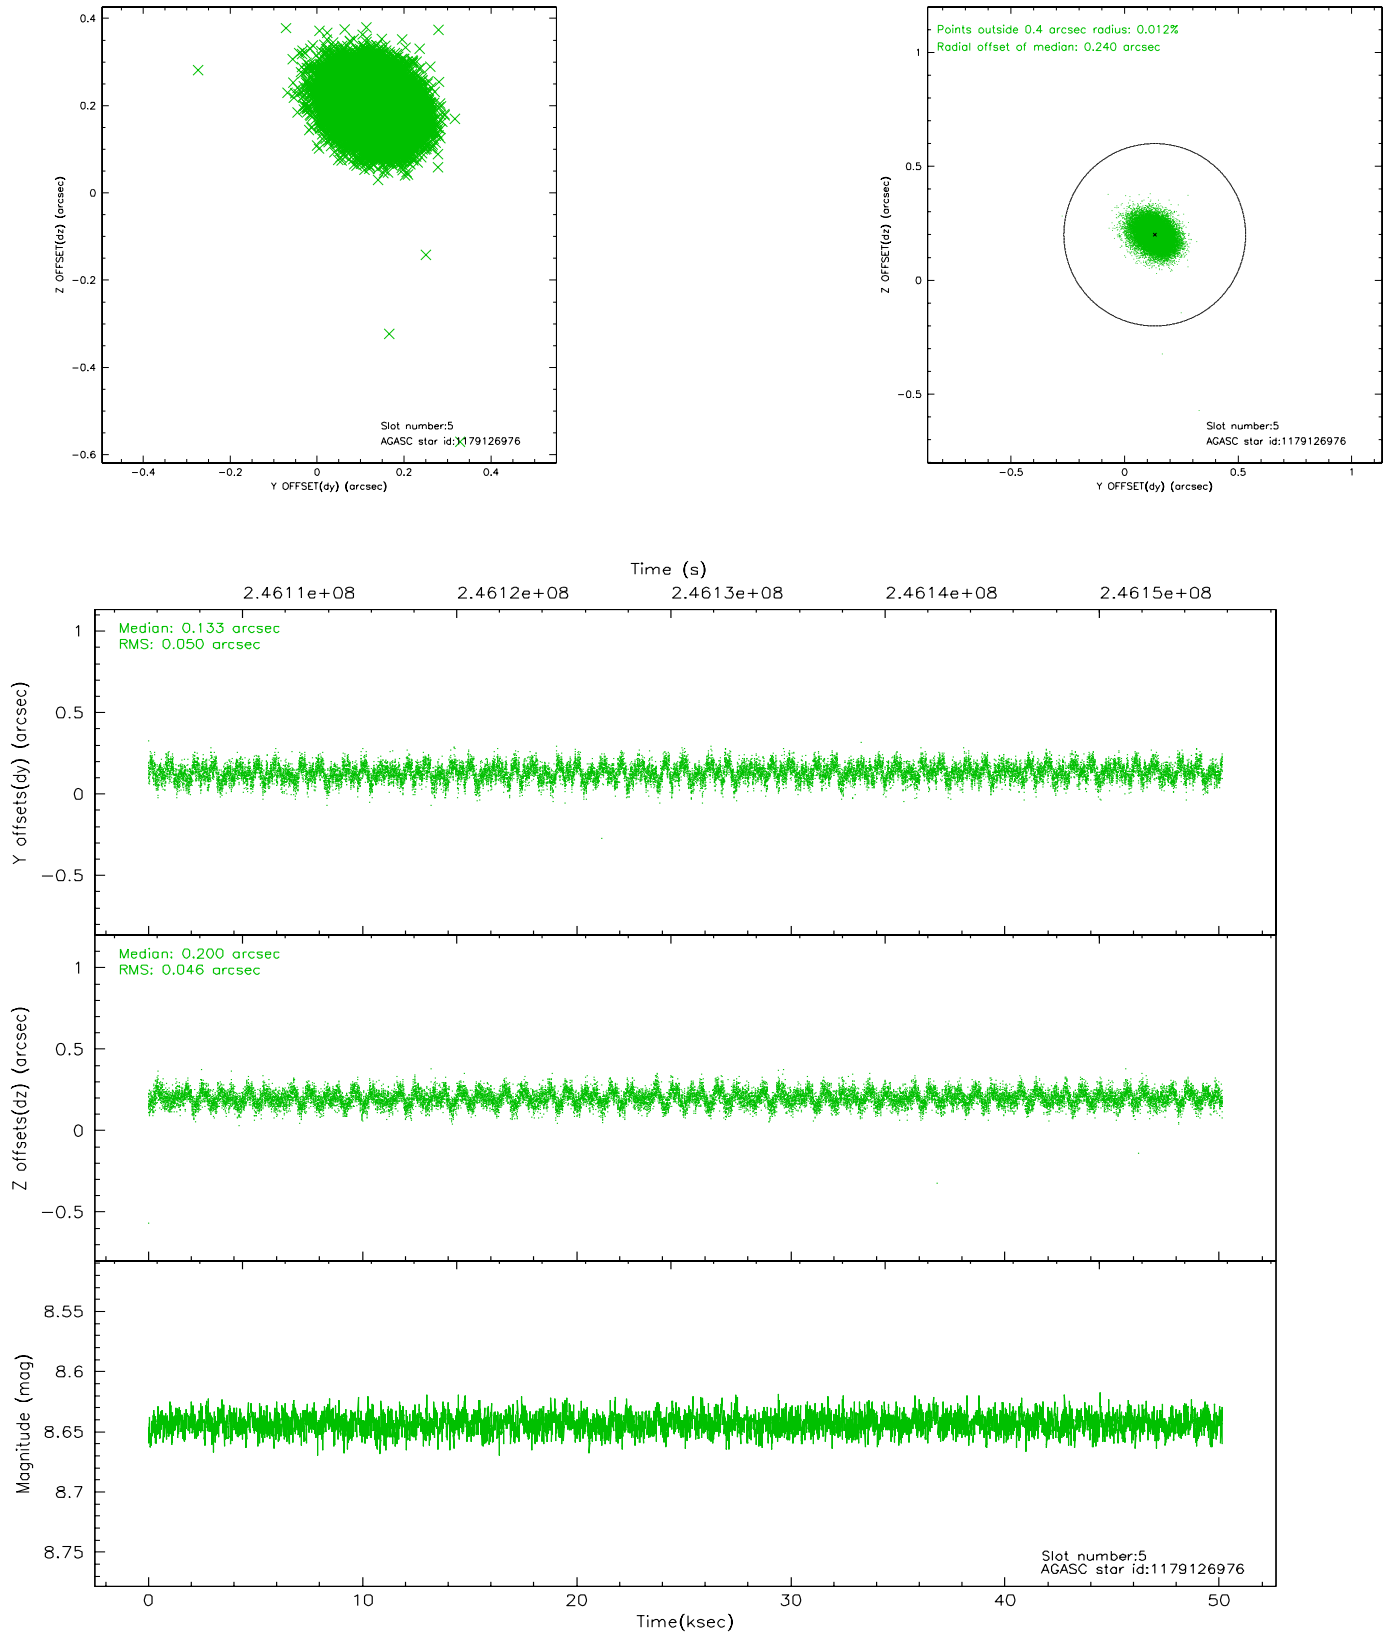 0.4
0.2
0
−0.2
−0.4
−0.6
Z OFFSET(dz) (arcsec)
Slot number:5
AGASC star id:1179126976
−0.4
−0.2
0
0.2
0.4
Y OFFSET(dy) (arcsec)
Points outside 0.4 arcsec radius: 0.012%
Radial offset of median: 0.240 arcsec
1
0.5
0
−0.5
Z OFFSET(dz) (arcsec)
Slot number:5
AGASC star id:1179126976
−0.5
0
0.5
1
Y OFFSET(dy) (arcsec)
Time (s)
2.4611e+08
2.4612e+08
2.4613e+08
2.4614e+08
2.4615e+08
Median: 0.133 arcsec
RMS: 0.050 arcsec
1
0.5
0
−0.5
Y offsets(dy) (arcsec)
Median: 0.200 arcsec
RMS: 0.046 arcsec
1
0.5
0
−0.5
Z offsets(dz) (arcsec)
8.55
8.6
8.65
8.7
8.75
Magnitude (mag)
Slot number:5
AGASC star id:1179126976
0
10
20
30
40
50
Time(ksec)